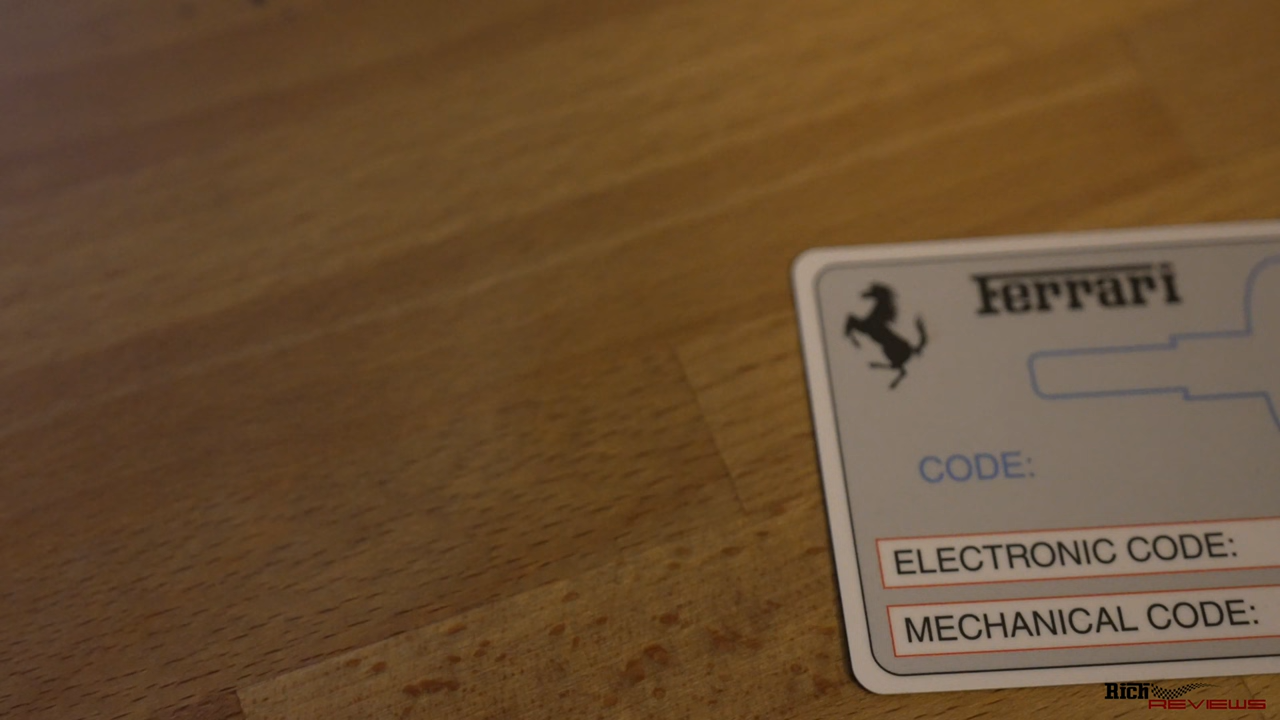 Ferrari
CODE:
ELECTRONIC CODE:
MECHANICAL CODE:
Rich
REVIEWS